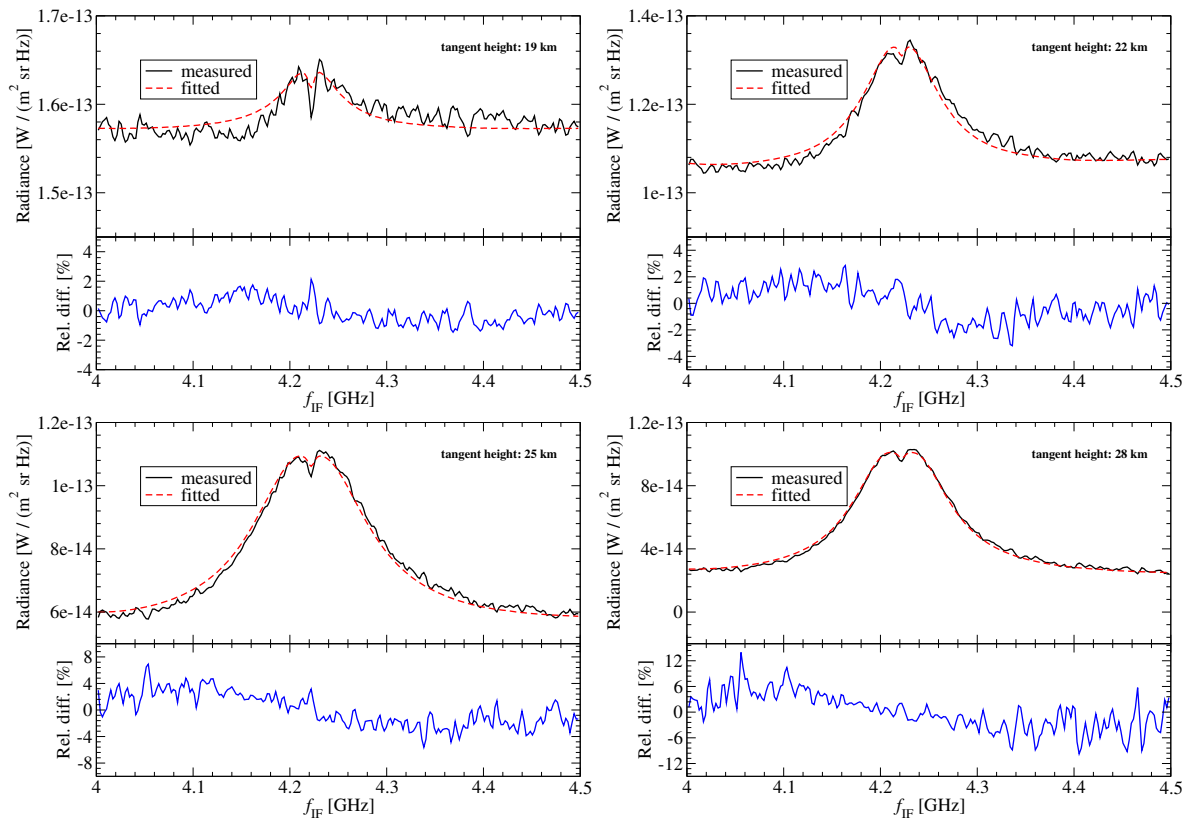 1.7e-13
1.6e-13
1.5e-13
Radiance [W / (m² sr Hz)]
tangent height: 19 km
measured
fitted
4
2
0
-2
-4
Rel. diff. [%]
4 4.1 4.2 4.3 4.4 4.5
f_IF [GHz]
1.4e-13
1.2e-13
1e-13
Radiance [W / (m² sr Hz)]
tangent height: 22 km
measured
fitted
4
2
0
-2
-4
Rel. diff. [%]
4 4.1 4.2 4.3 4.4 4.5
f_IF [GHz]
1.2e-13
1e-13
8e-14
6e-14
Radiance [W / (m² sr Hz)]
tangent height: 25 km
measured
fitted
8
4
0
-4
-8
Rel. diff. [%]
4 4.1 4.2 4.3 4.4 4.5
f_IF [GHz]
1.2e-13
8e-14
4e-14
0
Radiance [W / (m² sr Hz)]
tangent height: 28 km
measured
fitted
12
6
0
-6
-12
Rel. diff. [%]
4 4.1 4.2 4.3 4.4 4.5
f_IF [GHz]